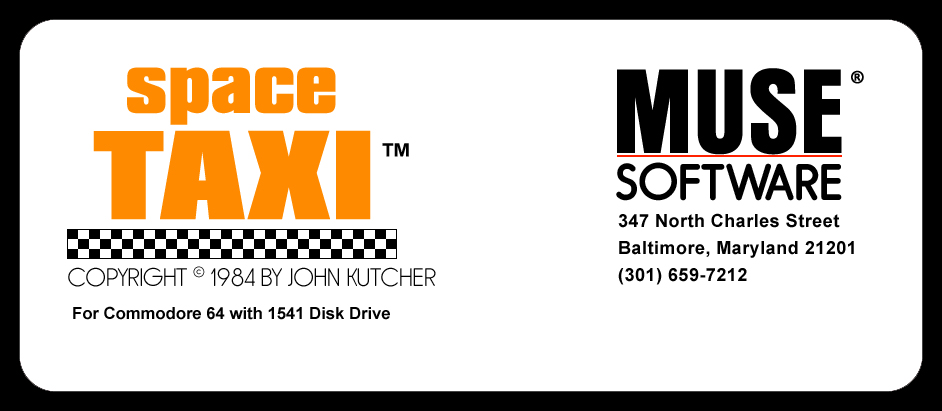 space
TAXI™
COPYRIGHT © 1984 BY JOHN KUTCHER
For Commodore 64 with 1541 Disk Drive
MUSE®
SOFTWARE
347 North Charles Street
Baltimore, Maryland 21201
(301) 659-7212